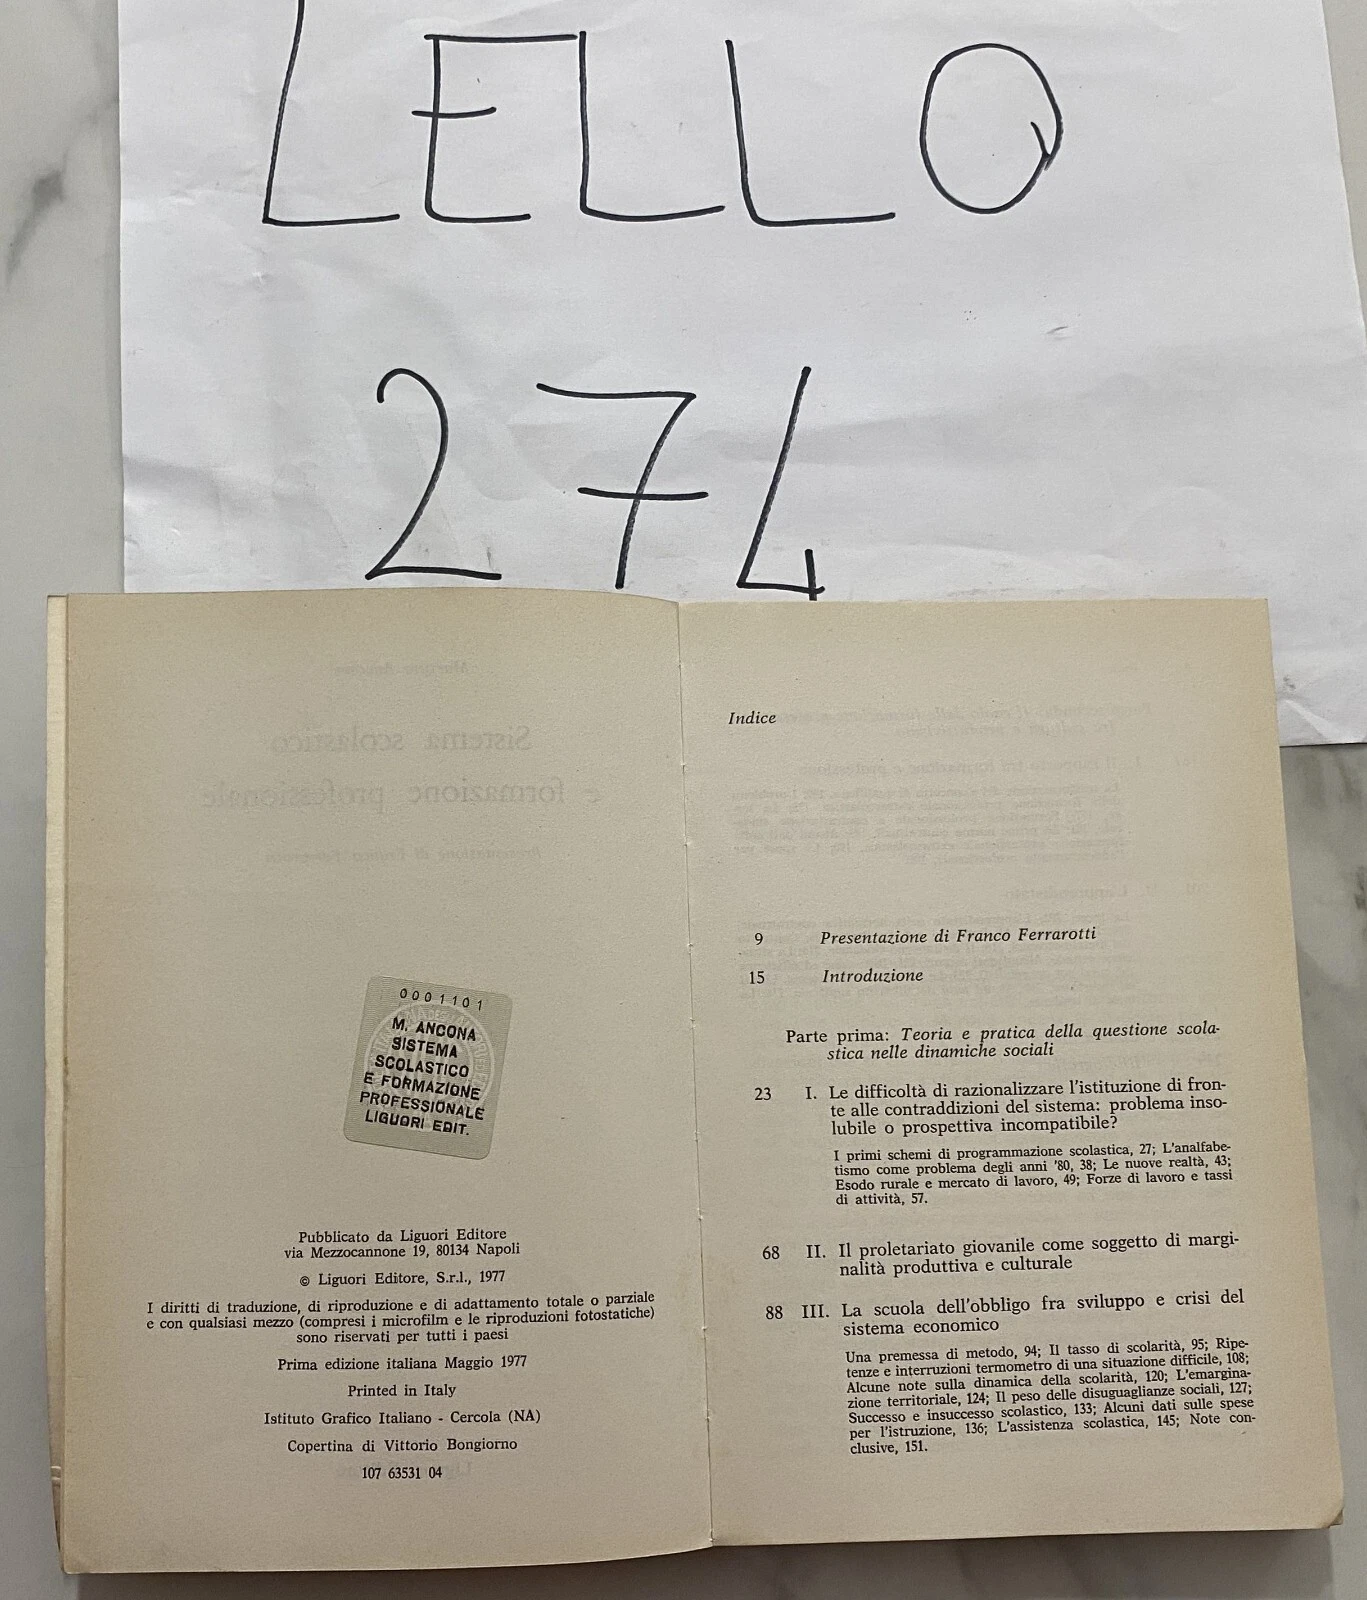 LELLO
274
0001101
M. ANCONA
SISTEMA
SCOLASTICO
E FORMAZIONE
PROFESSIONALE
LIGUORI EDIT.
Pubblicato da Liguori Editore
via Mezzocannone 19, 80134 Napoli
© Liguori Editore, S.r.l., 1977
I diritti di traduzione, di riproduzione e di adattamento totale o parziale
e con qualsiasi mezzo (compresi i microfilm e le riproduzioni fotostatiche)
sono riservati per tutti i paesi
Prima edizione italiana Maggio 1977
Printed in Italy
Istituto Grafico Italiano - Cercola (NA)
Copertina di Vittorio Bongiorno
107 63531 04
Indice
9 Presentazione di Franco Ferrarotti
15 Introduzione
Parte prima: Teoria e pratica della questione scola-
stica nelle dinamiche sociali
23 I. Le difficoltà di razionalizzare l'istituzione di fron-
te alle contraddizioni del sistema: problema inso-
lubile o prospettiva incompatibile?
I primi schemi di programmazione scolastica, 27; L'analfabe-
tismo come problema degli anni '80, 38; Le nuove realtà, 43;
Esodo rurale e mercato di lavoro, 49; Forze di lavoro e tassi
di attività, 57.
68 II. Il proletariato giovanile come soggetto di margi-
nalità produttiva e culturale
88 III. La scuola dell'obbligo fra sviluppo e crisi del
sistema economico
Una premessa di metodo, 94; Il tasso di scolarità, 95; Ripe-
tenze e interruzioni termometro di una situazione difficile, 108;
Alcune note sulla dinamica della scolarità, 120; L'emargina-
zione territoriale, 124; Il peso delle disuguaglianze sociali, 127;
Successo e insuccesso scolastico, 133; Alcuni dati sulle spese
per l'istruzione, 136; L'assistenza scolastica, 145; Note con-
clusive, 151.